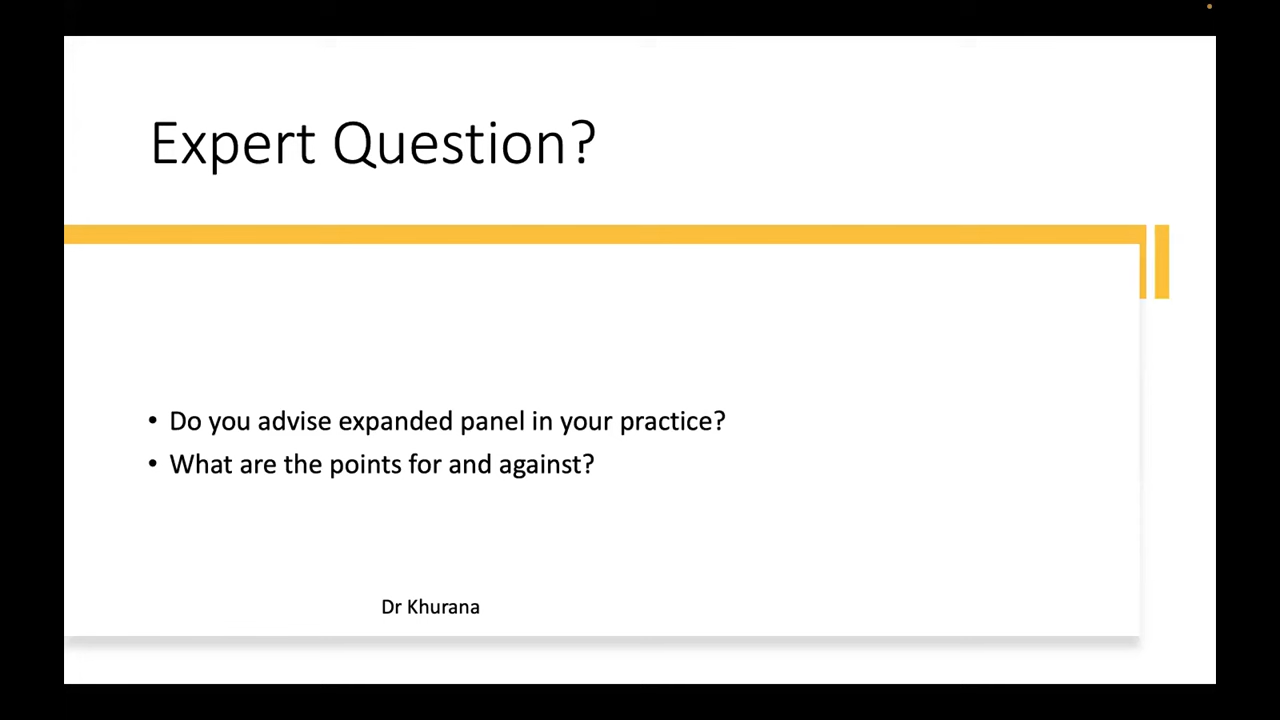 Expert Question?
• Do you advise expanded panel in your practice?
• What are the points for and against?
Dr Khurana